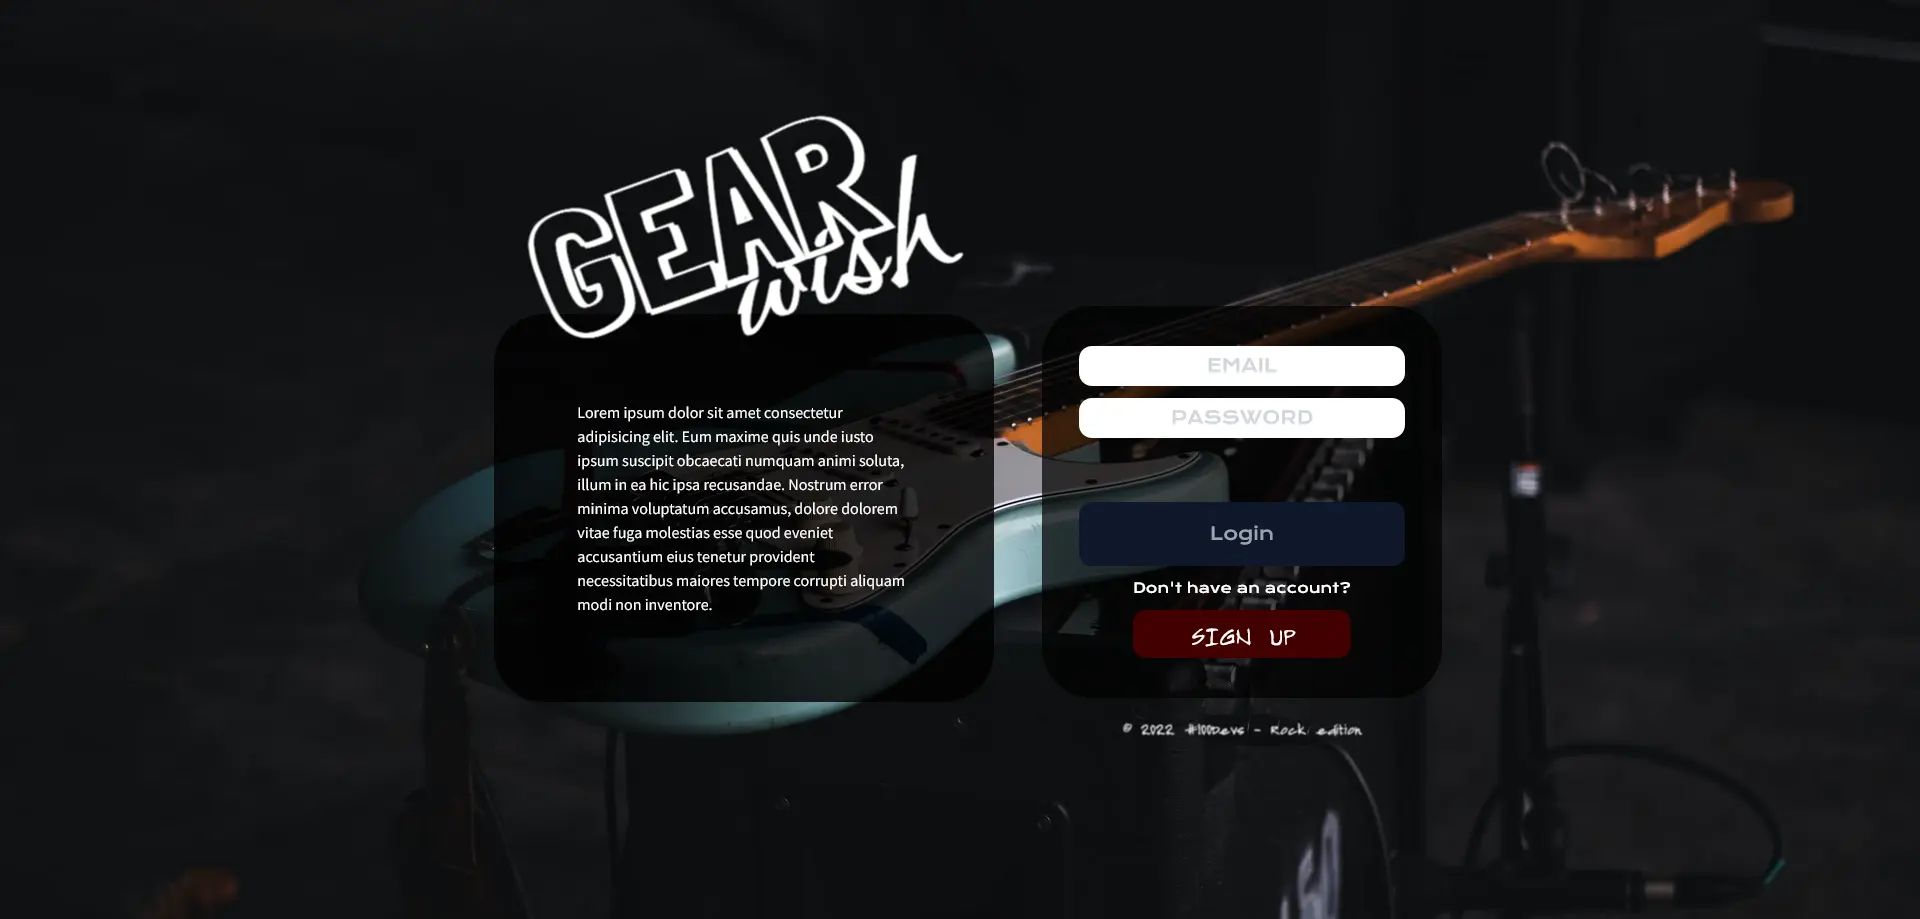 GEAR
wish
Lorem ipsum dolor sit amet consectetur
adipisicing elit. Eum maxime quis unde iusto
ipsum suscipit obcaecati numquam animi soluta,
illum in ea hic ipsa recusandae. Nostrum error
minima voluptatum accusamus, dolore dolorem
vitae fuga molestias esse quod eveniet
accusantium eius tenetur provident
necessitatibus maiores tempore corrupti aliquam
modi non inventore.
EMAIL
PASSWORD
Login
Don't have an account?
SIGN UP
© 2022 #100Devs - Rock edition